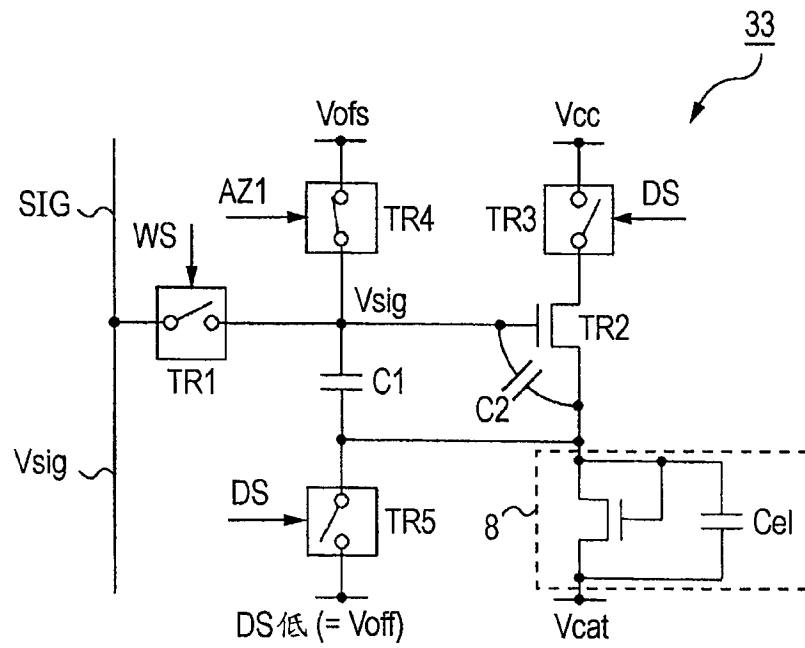 33
Vofs
Vcc
SIG
AZ1
TR4
TR3
DS
WS
Vsig
TR2
TR1
C1
C2
Vsig
DS
TR5
8
Cel
DS低 (= Voff)
Vcat